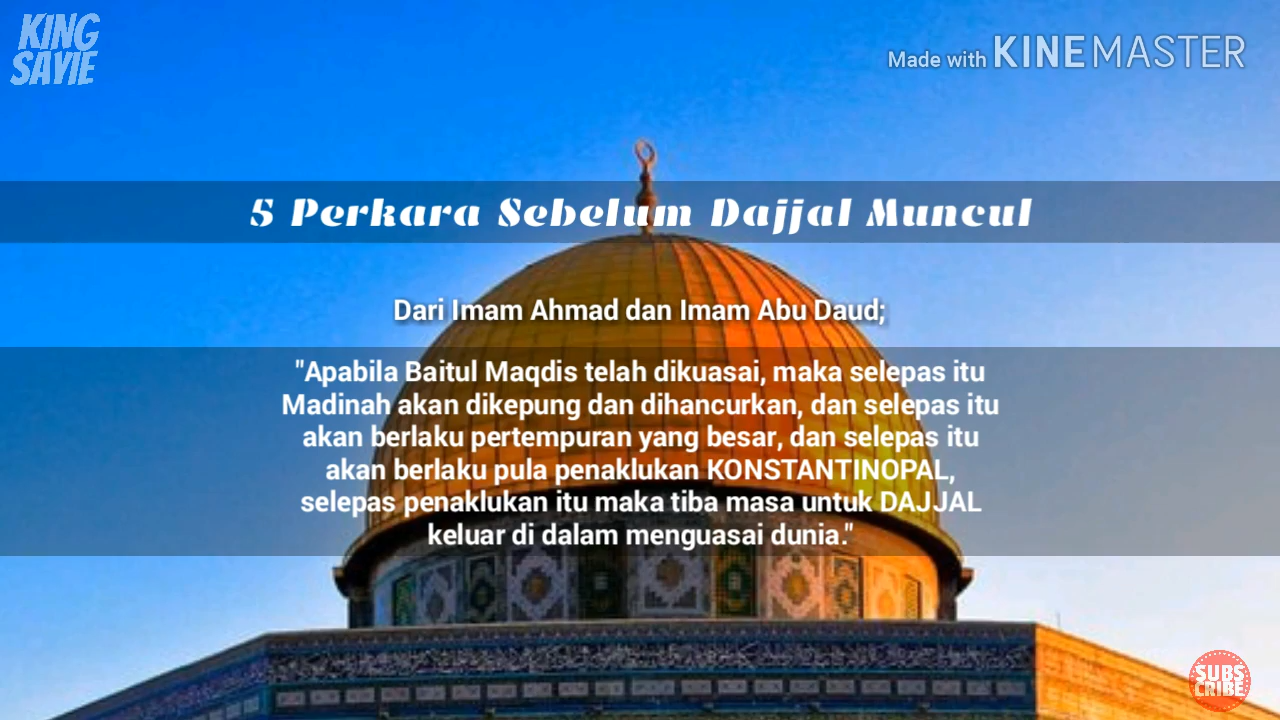 KING
SAVIE
Made with KINEMASTER
5 Perkara Sebelum Dajjal Muncul
Dari Imam Ahmad dan Imam Abu Daud;
"Apabila Baitul Maqdis telah dikuasai, maka selepas itu
Madinah akan dikepung dan dihancurkan, dan selepas itu
akan berlaku pertempuran yang besar, dan selepas itu
akan berlaku pula penaklukan KONSTANTINOPAL,
selepas penaklukan itu maka tiba masa untuk DAJJAL
keluar di dalam menguasai dunia."
SUBS
CRIBE